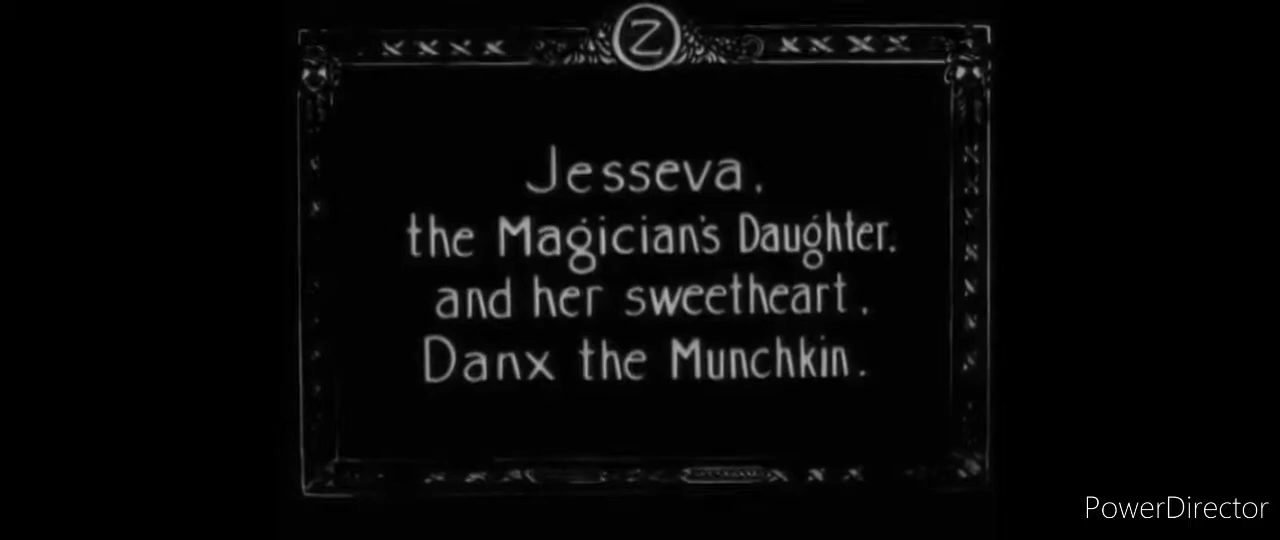 Z
Jesseva,
the Magician's Daughter,
and her sweetheart,
Danx the Munchkin.
PowerDirector